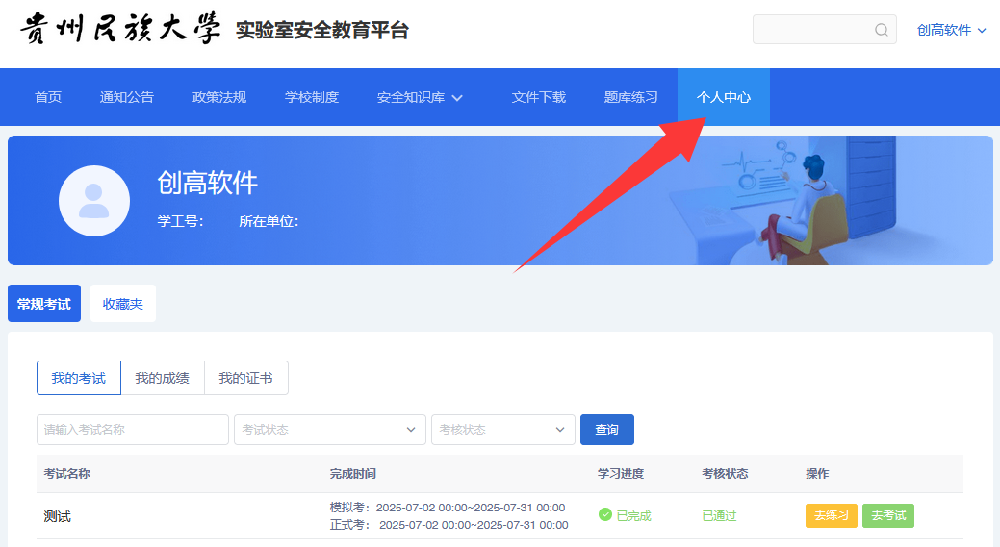 贵州民族大学 实验室安全教育平台
创高软件
首页 通知公告 政策法规 学校制度 安全知识库 文件下载 题库练习 个人中心
创高软件
学工号： 所在单位：
常规考试 收藏夹
我的考试 我的成绩 我的证书
请输入考试名称 考试状态 考核状态 查询
考试名称 完成时间 学习进度 考核状态 操作
测试 模拟考： 2025-07-02 00:00~2025-07-31 00:00 已完成 已通过 去练习 去考试
正式考： 2025-07-02 00:00~2025-07-31 00:00